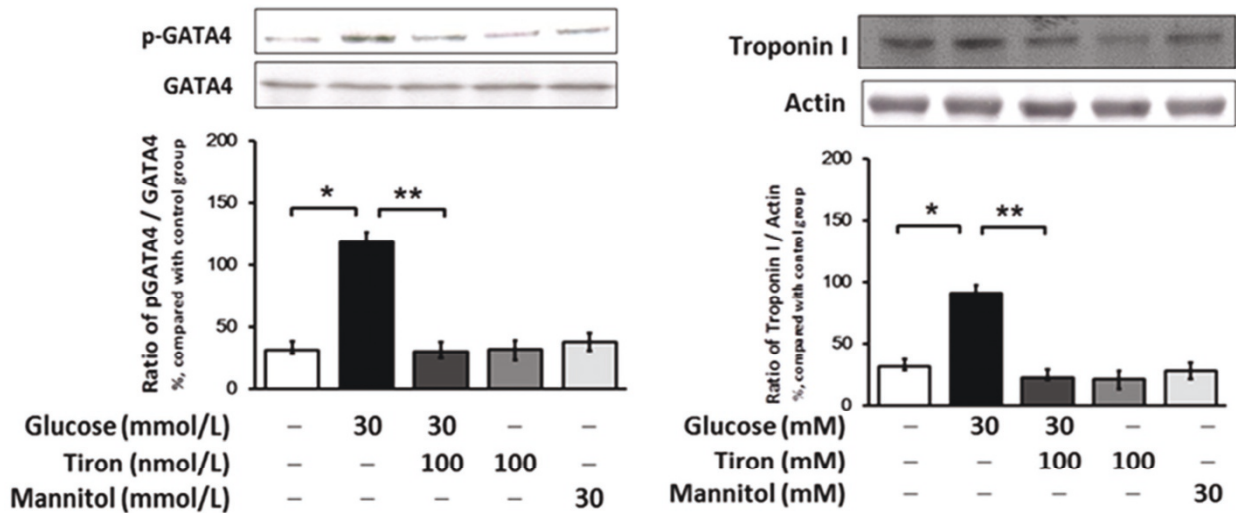 p-GATA4
GATA4
Ratio of pGATA4 / GATA4
%, compared with control group
200
150
100
50
0
* **
Glucose (mmol/L) – 30 30 – –
Tiron (nmol/L) 100 100
Mannitol (mmol/L) 30
Troponin I
Actin
Ratio of Troponin I / Actin
%, compared with control group
200
150
100
50
0
* **
Glucose (mM) – 30 30 – –
Tiron (mM) 100 100
Mannitol (mM) 30